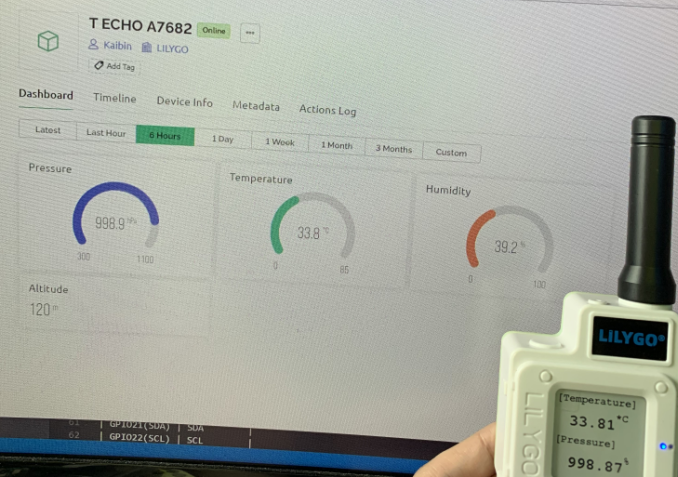 T ECHO A7682 Online ...
Kaibin LILYGO
Add Tag
Dashboard Timeline Device Info Metadata Actions Log
Latest Last Hour 6 Hours 1 Day 1 Week 1 Month 3 Months Custom
Pressure Temperature Humidity
998.9 hPa 33.8 °C 39.2 %
300 1100 0 85 0 100
Altitude
120 m
61 | GPIO21(SDA) | SDA |
62 | GPIO22(SCL) | SCL |
LILYGO®
LILYGO
[Temperature]
33.81°C
[Pressure]
998.87%